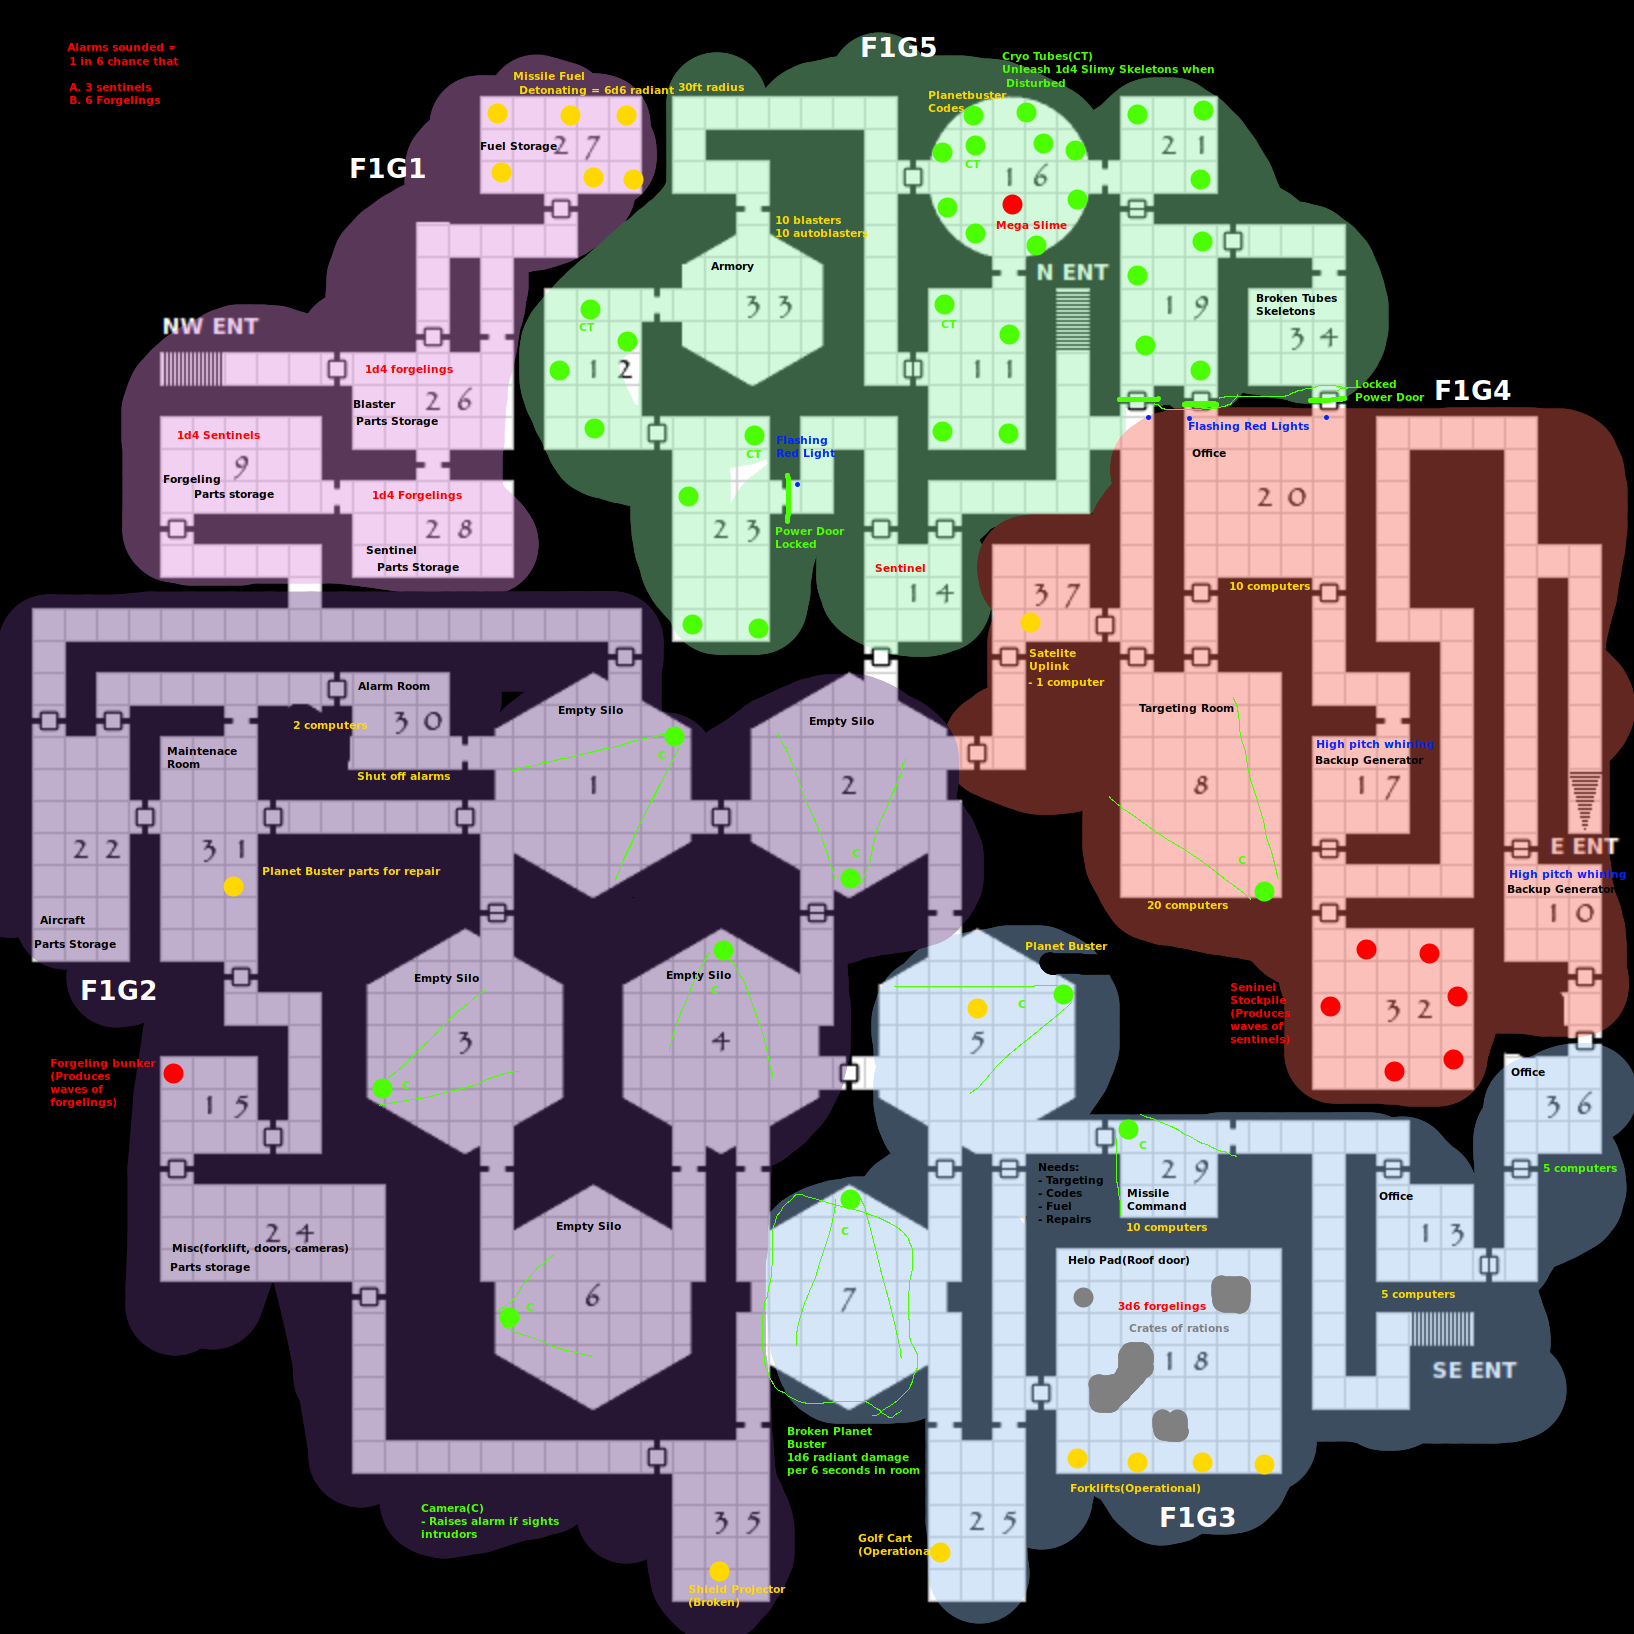 Alarms sounded =
1 in 6 chance that
A. 3 sentinels
B. 6 Forgelings
F1G5
Cryo Tubes(CT)
Unleash 1d4 Slimy Skeletons when
Disturbed
Missile Fuel
Detonating = 6d6 radiant 30ft radius
Planetbuster
Codes
Fuel Storage
27
F1G1
CT
16
21
Mega Slime
10 blasters
10 autoblasters
Armory
33
N ENT
19
Broken Tubes
Skeletons
34
NW ENT
CT
12
CT
11
1d4 forgelings
26
Blaster
Parts Storage
Locked
Power Door
F1G4
Flashing Red Lights
1d4 Sentinels
9
Forgeling
Parts storage
1d4 Forgelings
28
Sentinel
Parts Storage
CT
Flashing
Red Light
23
Power Door
Locked
Office
20
Sentinel
14
37
10 computers
Satelite
Uplink
- 1 computer
Alarm Room
30
2 computers
Shut off alarms
Maintenace
Room
Empty Silo
C
1
Empty Silo
2
C
Targeting Room
8
C
20 computers
High pitch whining
Backup Generator
17
E ENT
High pitch whining
Backup Generator
10
22
31
Planet Buster parts for repair
Aircraft
Parts Storage
F1G2
Empty Silo
3
C
Empty Silo
C
4
Planet Buster
C
5
Seninel
Stockpile
(Produces
waves of
sentinels)
32
Forgeling bunker
(Produces
waves of
forgelings)
15
Office
36
5 computers
Needs:
- Targeting
- Codes
- Fuel
- Repairs
C
29
Missile
Command
10 computers
Office
13
5 computers
24
Misc(forklift, doors, cameras)
Parts storage
Empty Silo
6
C
C
7
Helo Pad(Roof door)
3d6 forgelings
Crates of rations
18
SE ENT
Broken Planet
Buster
1d6 radiant damage
per 6 seconds in room
Forklifts(Operational)
F1G3
Camera(C)
- Raises alarm if sights
intrudors
35
Shield Projector
(Broken)
25
Golf Cart
(Operationa